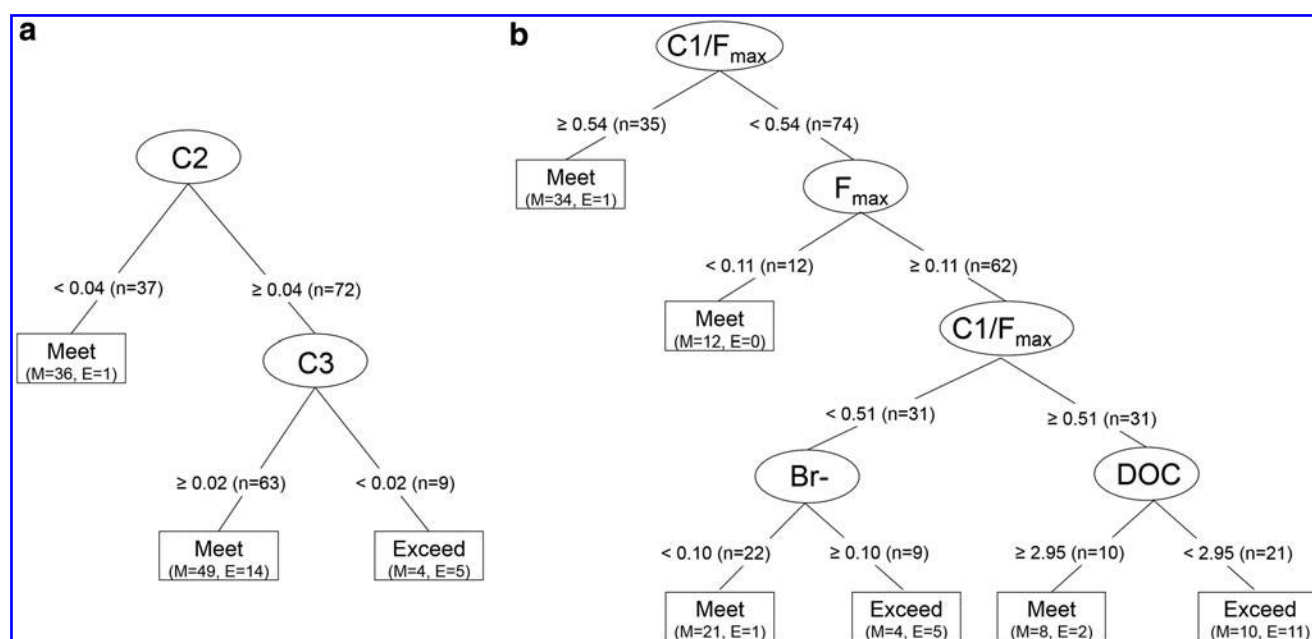 a
C2
< 0.04 (n=37)
≥ 0.04 (n=72)
Meet
(M=36, E=1)
C3
≥ 0.02 (n=63)
< 0.02 (n=9)
Meet
(M=49, E=14)
Exceed
(M=4, E=5)
b
C1/Fmax
≥ 0.54 (n=35)
< 0.54 (n=74)
Meet
(M=34, E=1)
Fmax
< 0.11 (n=12)
≥ 0.11 (n=62)
Meet
(M=12, E=0)
C1/Fmax
< 0.51 (n=31)
≥ 0.51 (n=31)
Br-
DOC
< 0.10 (n=22)
≥ 0.10 (n=9)
≥ 2.95 (n=10)
< 2.95 (n=21)
Meet
(M=21, E=1)
Exceed
(M=4, E=5)
Meet
(M=8, E=2)
Exceed
(M=10, E=11)